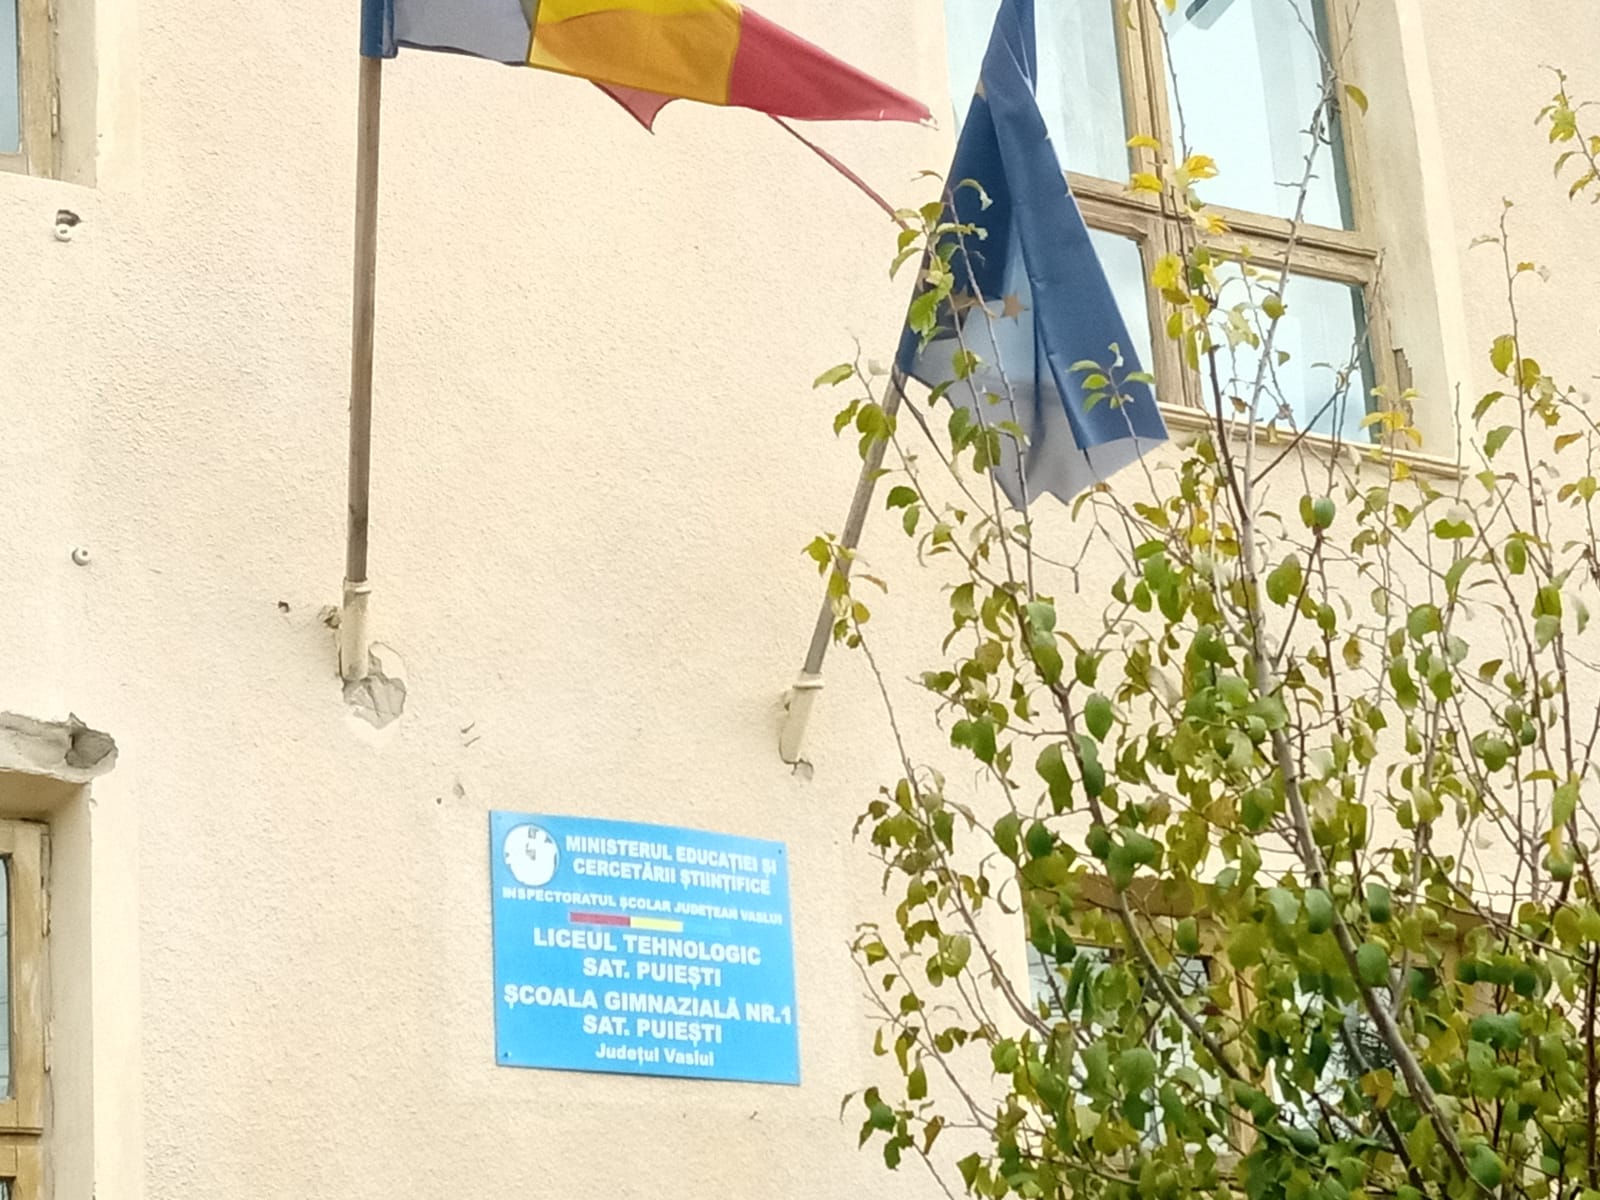 MINISTERUL EDUCAȚIEI ȘI
CERCETĂRII ȘTIINȚIFICE
INSPECTORATUL ȘCOLAR JUDEȚEAN VASLUI
LICEUL TEHNOLOGIC
SAT. PUIEȘTI
ȘCOALA GIMNAZIALĂ NR.1
SAT. PUIEȘTI
Județul Vaslui